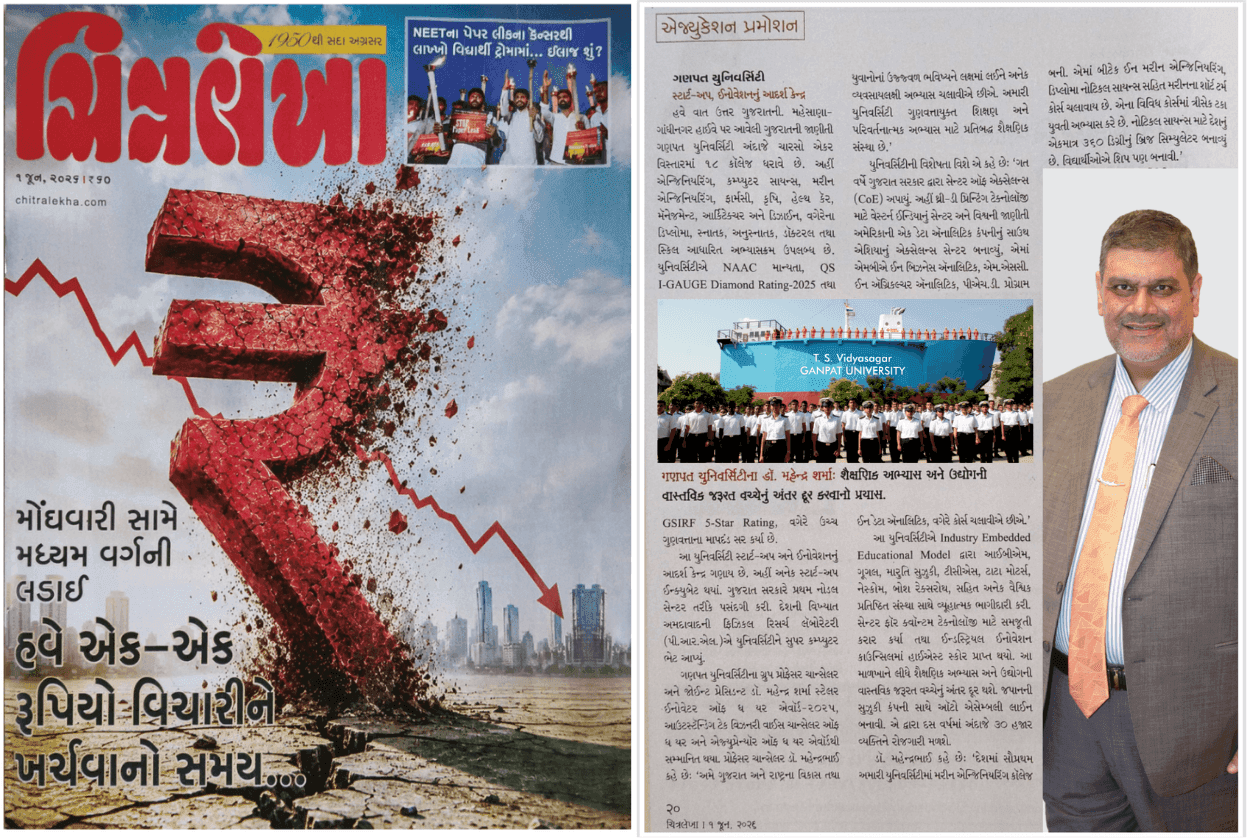 ચિત્રલેખા
1950થી સદા અગ્રસર
NEETના પેપર લીકના કૅન્સરથી
લાખો વિદ્યાર્થી ટ્રોમામાં... ઈલાજ શું?
૧ જૂન, ૨૦૨૬ । ₹૫૦
chitralekha.com
મોંઘવારી સામે
મધ્યમ વર્ગની
લડાઈ
હવે એક–એક
રૂપિયો વિચારીને
ખર્ચવાનો સમય...
એજ્યુકેશન પ્રમોશન
ગણપત યુનિવર્સિટી
સ્ટાર્ટ-અપ, ઈનોવેશનનું આદર્શ કેન્દ્ર
હવે વાત ઉત્તર ગુજરાતની. મહેસાણા-
ગાંધીનગર હાઈવે પર આવેલી ગુજરાતની જાણીતી
ગણપત યુનિવર્સિટી અંદાજે ચારસો એકર
વિસ્તારમાં ૧૮ કૉલેજ ધરાવે છે. અહીં
એન્જિનિયરિંગ, કમ્પ્યુટર સાયન્સ, મરીન
એન્જિનિયરિંગ, ફાર્મસી, કૃષિ, હેલ્થ કેર,
મૅનેજમેન્ટ, આર્કિટેક્ચર અને ડિઝાઈન, વગેરેના
ડિપ્લોમા, સ્નાતક, અનુસ્નાતક, ડૉક્ટરલ તથા
સ્કિલ આધારિત અભ્યાસક્રમ ઉપલબ્ધ છે.
યુનિવર્સિટીએ NAAC માન્યતા, QS
I-GAUGE Diamond Rating-2025 તથા
T. S. Vidyasagar
GANPAT UNIVERSITY
ગણપત યુનિવર્સિટીના ડૉ. મહેન્દ્ર શર્માઃ શૈક્ષણિક અભ્યાસ અને ઉદ્યોગની
વાસ્તવિક જરૂરત વચ્ચેનું અંતર દૂર કરવાનો પ્રયાસ.
GSIRF 5-Star Rating, વગેરે ઉચ્ચ
ગુણવત્તાના માપદંડ સર કર્યા છે.
આ યુનિવર્સિટી સ્ટાર્ટ-અપ અને ઈનોવેશનનું
આદર્શ કેન્દ્ર ગણાય છે. અહીં અનેક સ્ટાર્ટ-અપ
ઈન્ક્યુબેટ થયાં. ગુજરાત સરકારે પ્રથમ નોડલ
સેન્ટર તરીકે પસંદગી કરી. દેશની વિખ્યાત
અમદાવાદની ફિઝિકલ રિસર્ચ લૅબોરેટરી
(પી.આર.એલ.)એ યુનિવર્સિટીને સુપર કમ્પ્યુટર
ભેટ આપ્યું.
ગણપત યુનિવર્સિટીના ગ્રુપ પ્રોફેસર ચાન્સેલર
અને જોઈન્ટ પ્રેસિડન્ટ ડૉ. મહેન્દ્ર શર્મા સ્ટેલર
ઈનોવેટર ઑફ ધ યર એવૉર્ડ-૨૦૨૫,
આઉટસ્ટૅન્ડિંગ ટેક વિઝનરી વાઈસ ચાન્સેલર ઑફ
ધ યર અને એજ્યુપ્રેન્યોર ઑફ ધ યર એવૉર્ડથી
સમ્માનિત થયા. પ્રોફેસર ચાન્સેલર ડૉ. મહેન્દ્રભાઈ
કહે છેઃ 'અમે ગુજરાત અને રાષ્ટ્રના વિકાસ તથા
યુવાનોનાં ઉજ્જવળ ભવિષ્યને લક્ષમાં લઈને અનેક
વ્યવસાયલક્ષી અભ્યાસ ચલાવીએ છીએ. અમારી
યુનિવર્સિટી ગુણવત્તાયુક્ત શિક્ષણ અને
પરિવર્તનાત્મક અભ્યાસ માટે પ્રતિબદ્ધ શૈક્ષણિક
સંસ્થા છે.'
યુનિવર્સિટીની વિશેષતા વિશે એ કહે છેઃ 'ગત
વર્ષે ગુજરાત સરકાર દ્વારા સેન્ટર ઑફ એક્સેલન્સ
(CoE) અપાયું. અહીં થ્રી-ડી પ્રિન્ટિંગ ટેક્નોલૉજી
માટે વેસ્ટર્ન ઈન્ડિયાનું સેન્ટર અને વિશ્વની જાણીતી
અમેરિકાની એક ડેટા ઍનાલિટિક કંપનીનું સાઉથ
એશિયાનું એક્સેલન્સ સેન્ટર બનાવ્યું, એમાં
એમબીએ ઈન બિઝનેસ ઍનાલિટિક, એમ.એસસી.
ઈન ઍગ્રિકલ્ચર ઍનાલિટિક, પીએચ.ડી. પ્રોગ્રામ
ઈન ડેટા ઍનાલિટિક, વગેરે કોર્સ ચલાવીએ છીએ.'
આ યુનિવર્સિટીએ Industry Embedded
Educational Model દ્વારા આઈબીએમ,
ગૂગલ, મારુતિ સુઝુકી, ટીસીએસ, ટાટા મોટર્સ,
નેસ્કોમ, બોશ રેક્સરોથ, સહિત અનેક વૈશ્વિક
પ્રતિષ્ઠિત સંસ્થા સાથે વ્યૂહાત્મક ભાગીદારી કરી.
સેન્ટર ફૉર ક્વૉન્ટમ ટેક્નોલૉજી માટે સમજૂતી
કરાર કર્યા તથા ઈન્ડસ્ટ્રિયલ ઈનોવેશન
કાઉન્સિલમાં હાઈએસ્ટ સ્કોર પ્રાપ્ત થયો. આ
માળખાને લીધે શૈક્ષણિક અભ્યાસ અને ઉદ્યોગની
વાસ્તવિક જરૂરત વચ્ચેનું અંતર દૂર થશે. જપાનની
સુઝુકી કંપની સાથે ઑટો એસેમ્બલી લાઈન
બનાવી. એ દ્વારા દસ વર્ષમાં અંદાજે ૩૦ હજાર
વ્યક્તિને રોજગારી મળશે.
ડૉ. મહેન્દ્રભાઈ કહે છેઃ 'દેશમાં સૌપ્રથમ
અમારી યુનિવર્સિટીમાં મરીન એન્જિનિયરિંગ કૉલેજ
બની. એમાં બીટેક ઈન મરીન એન્જિનિયરિંગ,
ડિપ્લોમા નોટિકલ સાયન્સ સહિત મરીનના શૉર્ટ ટર્મ
કોર્સ ચલાવાય છે. એના વિવિધ કોર્સમાં ત્રીસેક ટકા
યુવતી અભ્યાસ કરે છે. નોટિકલ સાયન્સ માટે દેશનું
એકમાત્ર ૩૬૦ ડિગ્રીનું બ્રિજ સિમ્યુલેટર બનાવ્યું
છે. વિદ્યાર્થીઓએ શિપ પણ બનાવી.'
૨૦
ચિત્રલેખા । ૧ જૂન, ૨૦૨૬